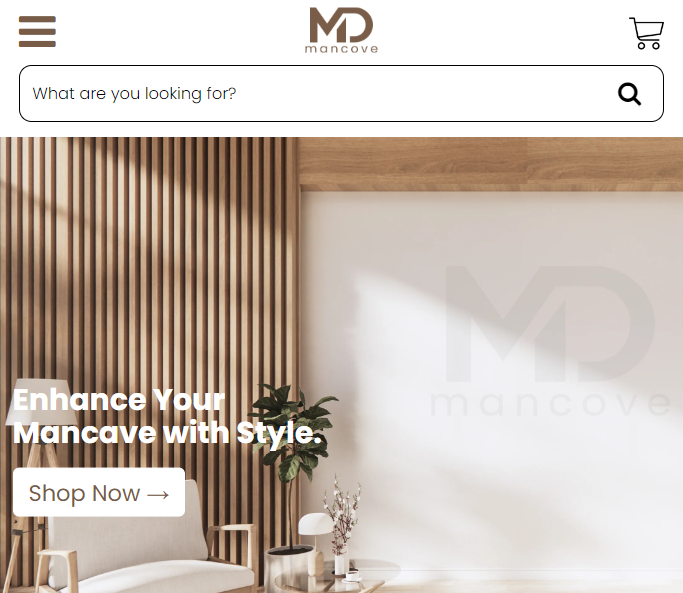 MD
mancove
What are you looking for?
MD
mancove
Enhance Your
Mancave with Style.
Shop Now →